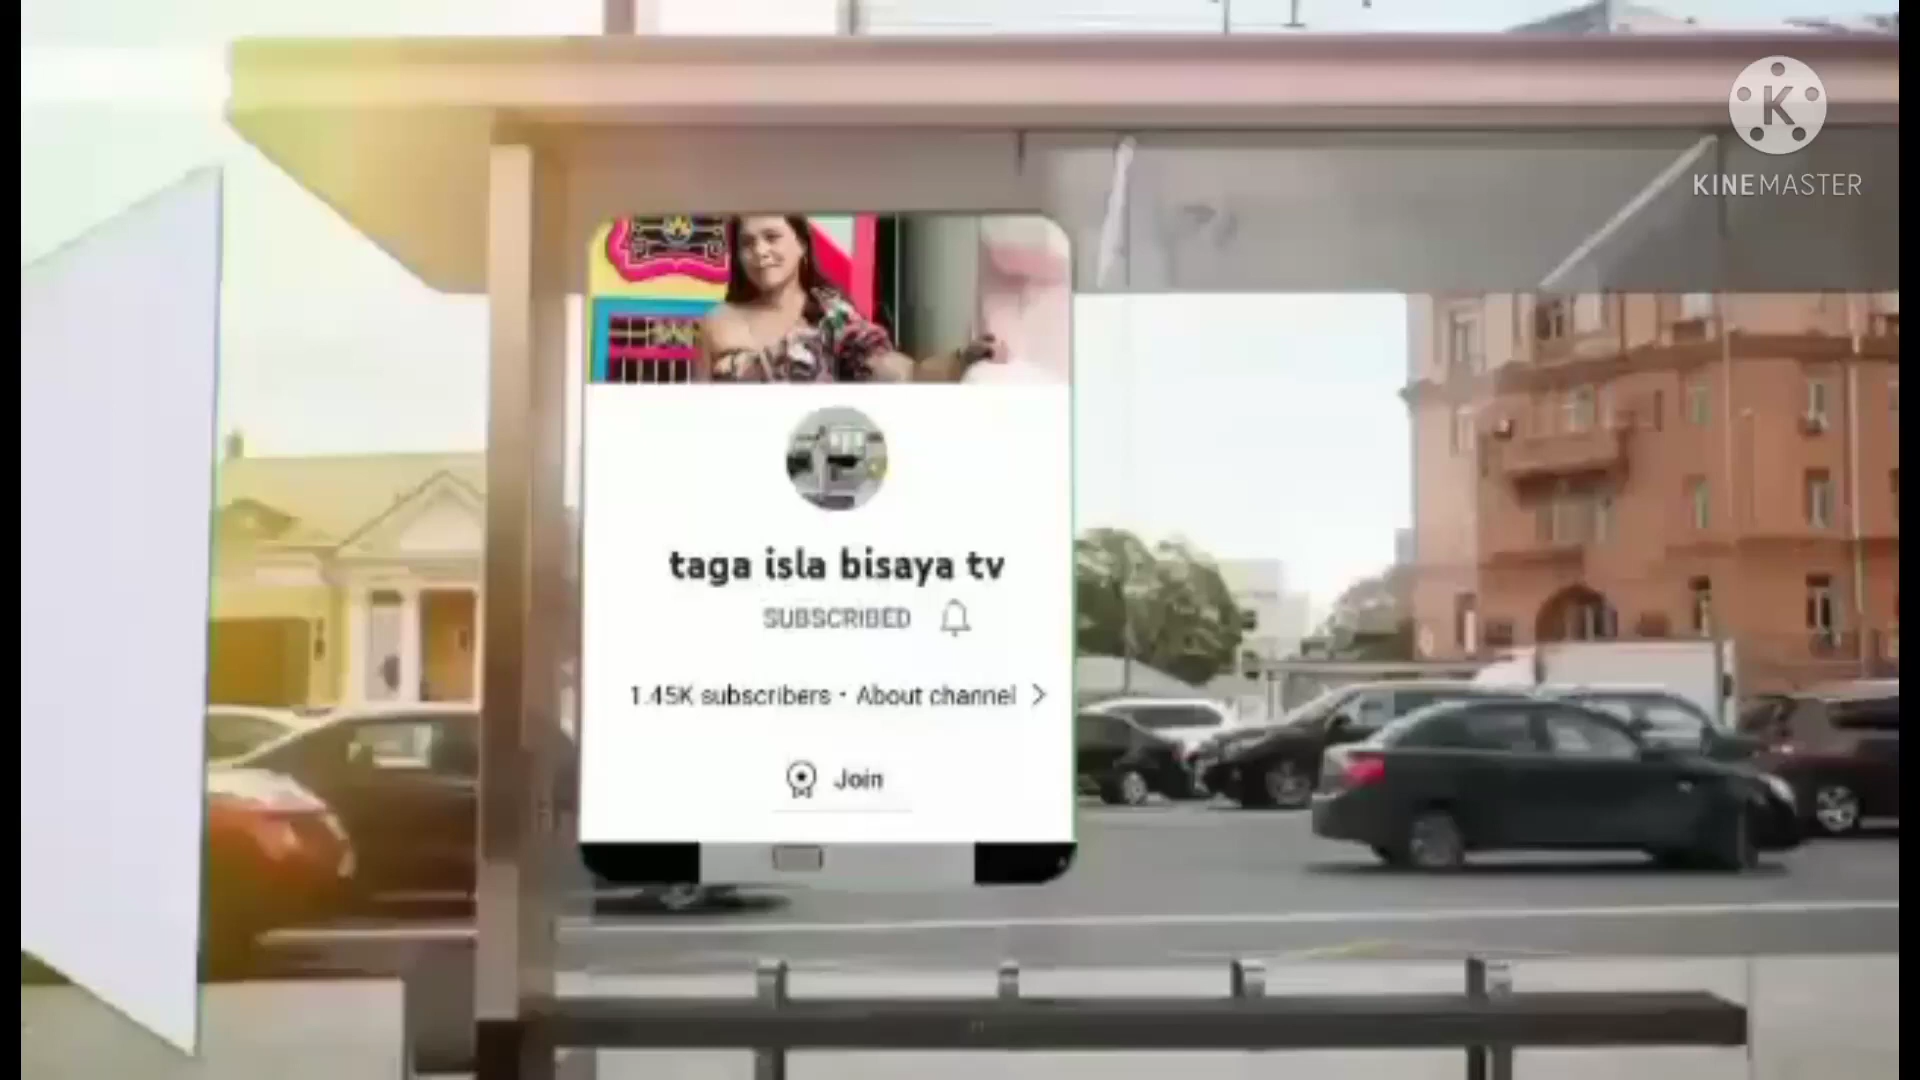 K
KINEMASTER
taga isla bisaya tv
SUBSCRIBED
1.45K subscribers · About channel >
Join